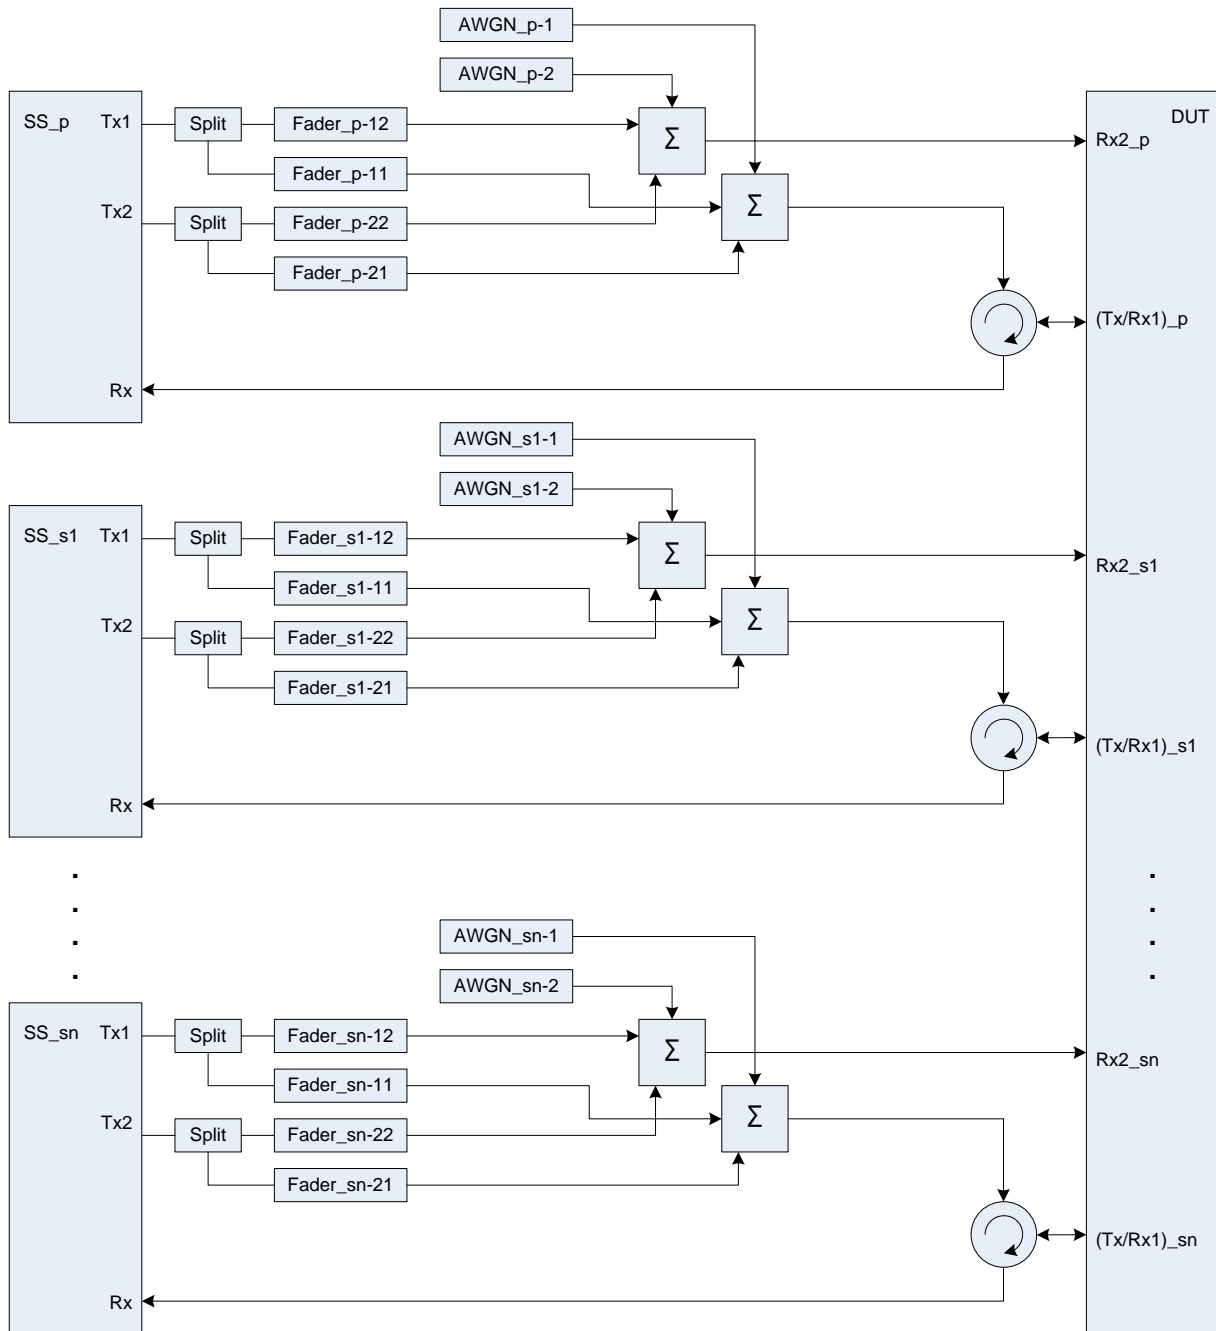 AWGN_p-1
AWGN_p-2
SS_p
Tx1
Split
Fader_p-12
Σ
DUT
Rx2_p
Fader_p-11
Tx2
Split
Fader_p-22
Σ
Fader_p-21
(Tx/Rx1)_p
Rx
AWGN_s1-1
AWGN_s1-2
SS_s1
Tx1
Split
Fader_s1-12
Σ
Rx2_s1
Fader_s1-11
Tx2
Split
Fader_s1-22
Σ
Fader_s1-21
(Tx/Rx1)_s1
Rx
AWGN_sn-1
AWGN_sn-2
SS_sn
Tx1
Split
Fader_sn-12
Σ
Rx2_sn
Fader_sn-11
Tx2
Split
Fader_sn-22
Σ
Fader_sn-21
(Tx/Rx1)_sn
Rx